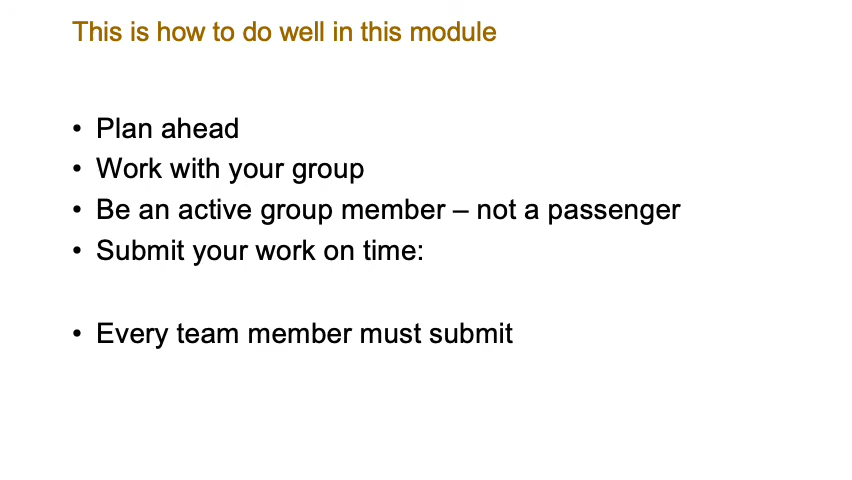 This is how to do well in this module
• Plan ahead
• Work with your group
• Be an active group member – not a passenger
• Submit your work on time:
• Every team member must submit